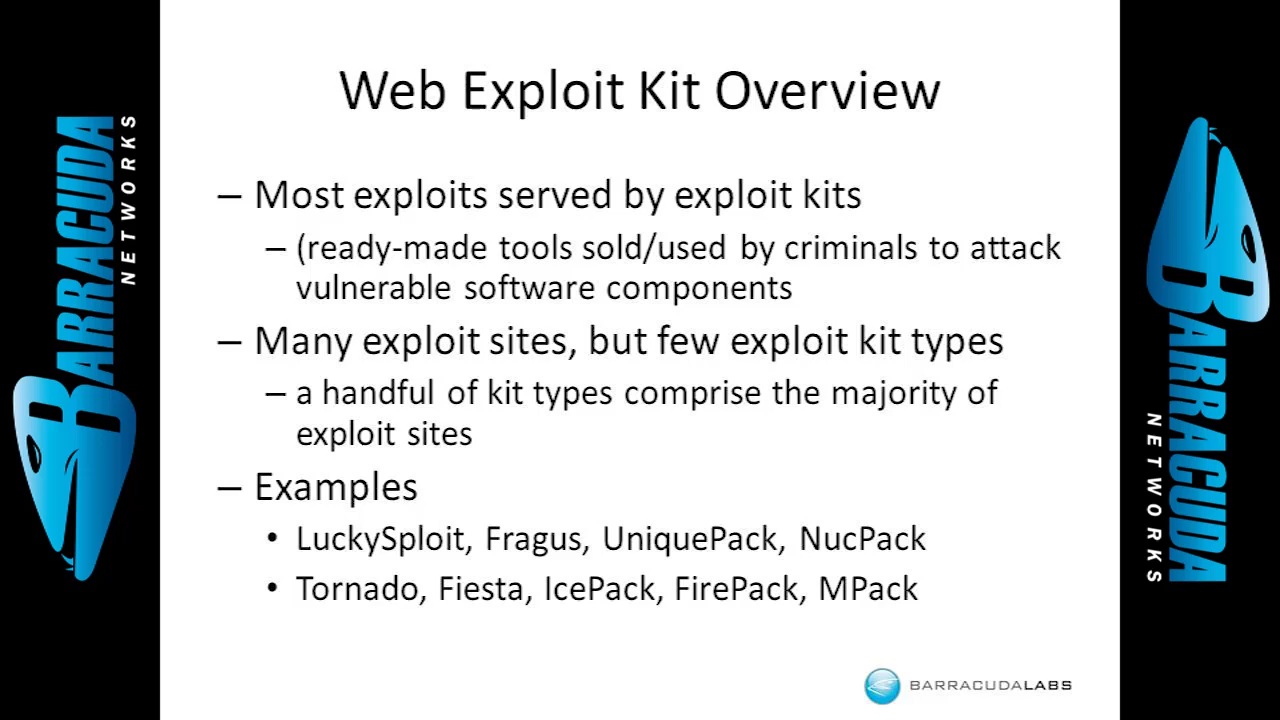 Web Exploit Kit Overview
– Most exploits served by exploit kits
– (ready-made tools sold/used by criminals to attack
vulnerable software components
– Many exploit sites, but few exploit kit types
– a handful of kit types comprise the majority of
exploit sites
– Examples
• LuckySploit, Fragus, UniquePack, NucPack
• Tornado, Fiesta, IcePack, FirePack, MPack
BARRACUDALABS
BARRACUDA
NETWORKS
BARRACUDA
NETWORKS